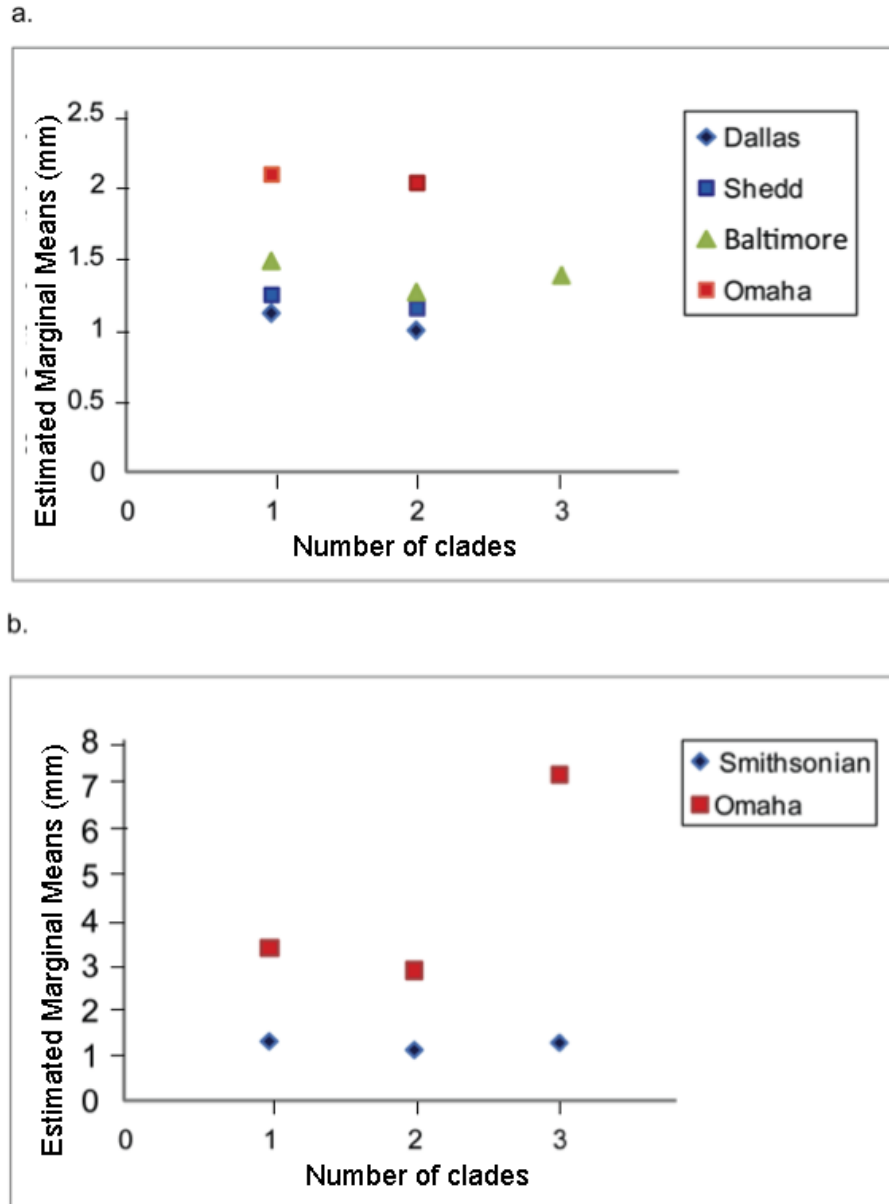 a.
Estimated Marginal Means (mm)
2.5
2
1.5
1
0.5
0
0 1 2 3
Number of clades
Dallas
Shedd
Baltimore
Omaha
b.
Estimated Marginal Means (mm)
8
7
6
5
4
3
2
1
0
0 1 2 3
Number of clades
Smithsonian
Omaha